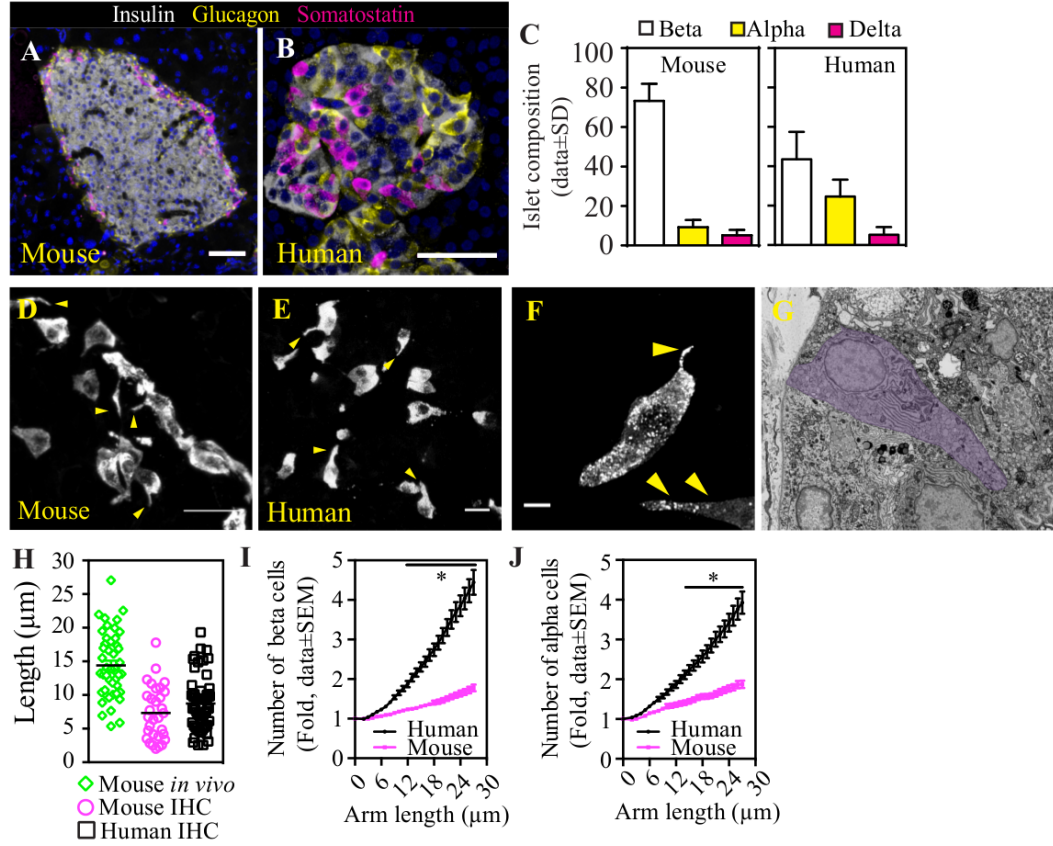 Insulin Glucagon Somatostatin
A
Mouse
B
Human
C
Beta Alpha Delta
Mouse Human
Islet composition
(data±SD)
100
80
60
40
20
0
D
Mouse
E
Human
F
G
H
Length (µm)
30
25
20
15
10
5
0
Mouse in vivo
Mouse IHC
Human IHC
I
Number of beta cells
(Fold, data±SEM)
5
4
3
2
1
0
*
Human
Mouse
0 6 12 18 24 30
Arm length (µm)
J
Number of alpha cells
(Fold, data±SEM)
5
4
3
2
1
0
*
Human
Mouse
0 6 12 18 24 30
Arm length (µm)